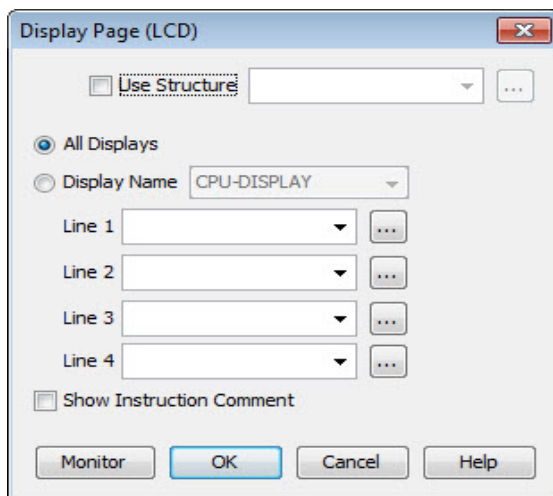 Display Page (LCD)
Use Structure ...
All Displays
Display Name CPU-DISPLAY
Line 1 ...
Line 2 ...
Line 3 ...
Line 4 ...
Show Instruction Comment
Monitor OK Cancel Help